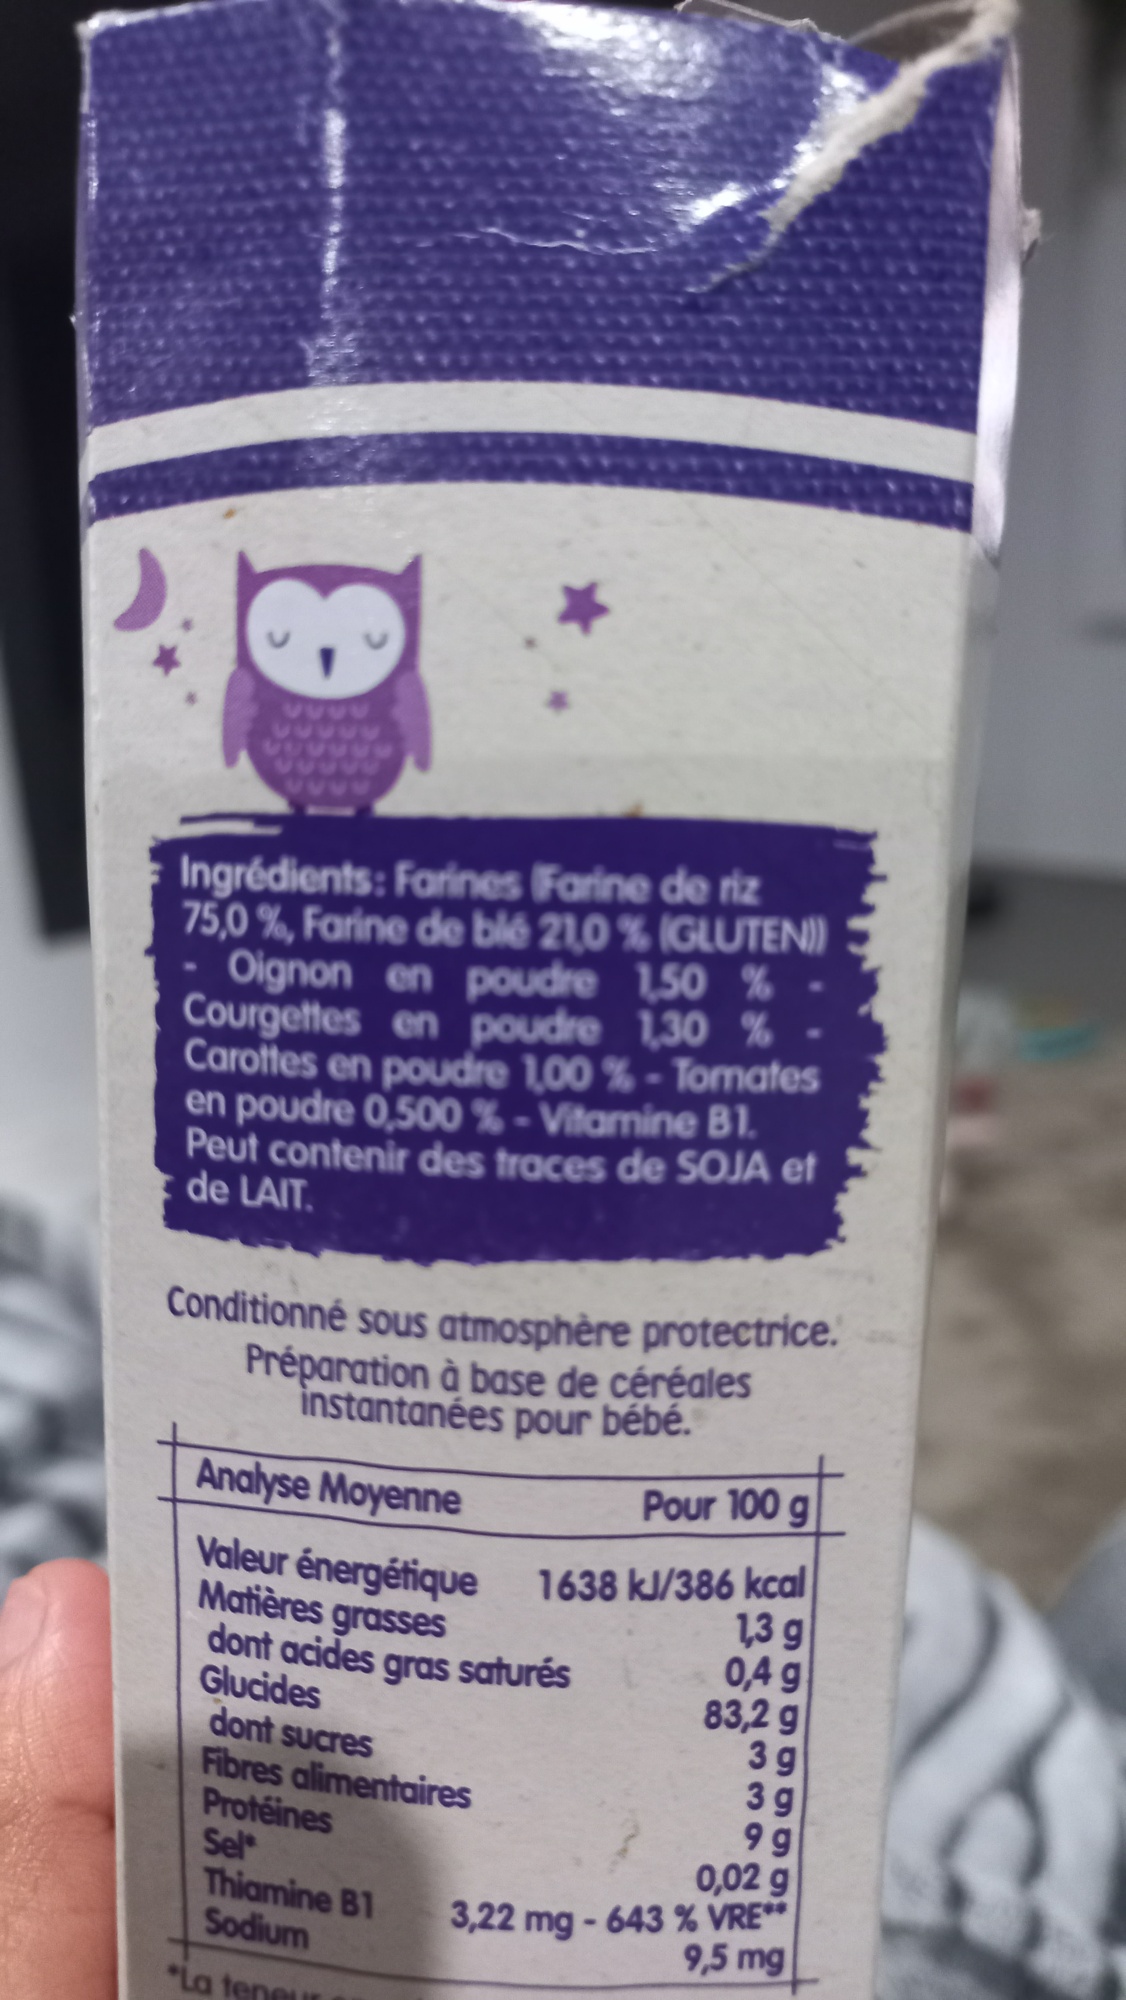 Ingrédients: Farines (Farine de riz
75,0 %, Farine de blé 21,0 % (GLUTEN))
- Oignon en poudre 1,50 % -
Courgettes en poudre 1,30 % -
Carottes en poudre 1,00 % - Tomates
en poudre 0,500 % - Vitamine B1.
Peut contenir des traces de SOJA et
de LAIT.
Conditionné sous atmosphère protectrice.
Préparation à base de céréales
instantanées pour bébé.
Analyse Moyenne Pour 100 g
Valeur énergétique 1638 kJ/386 kcal
Matières grasses 1,3 g
dont acides gras saturés 0,4 g
Glucides 83,2 g
dont sucres 3 g
Fibres alimentaires 3 g
Protéines 9 g
Sel* 0,02 g
Thiamine B1 3,22 mg - 643 % VRE**
Sodium 9,5 mg
*La teneur